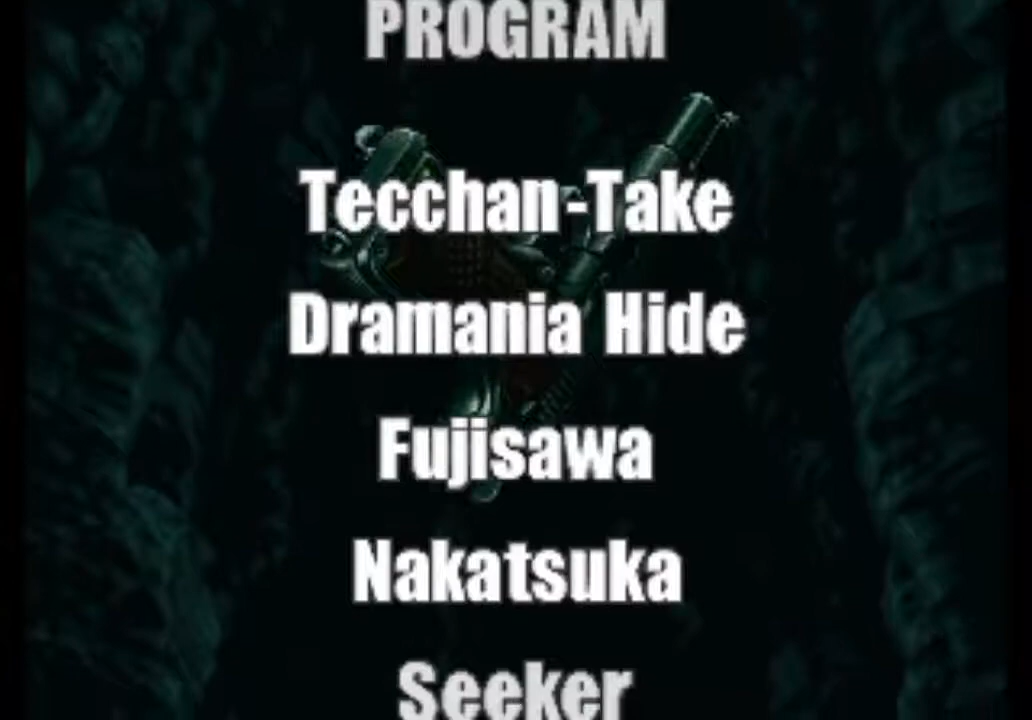 PROGRAM
Tecchan-Take
Dramania Hide
Fujisawa
Nakatsuka
Seeker